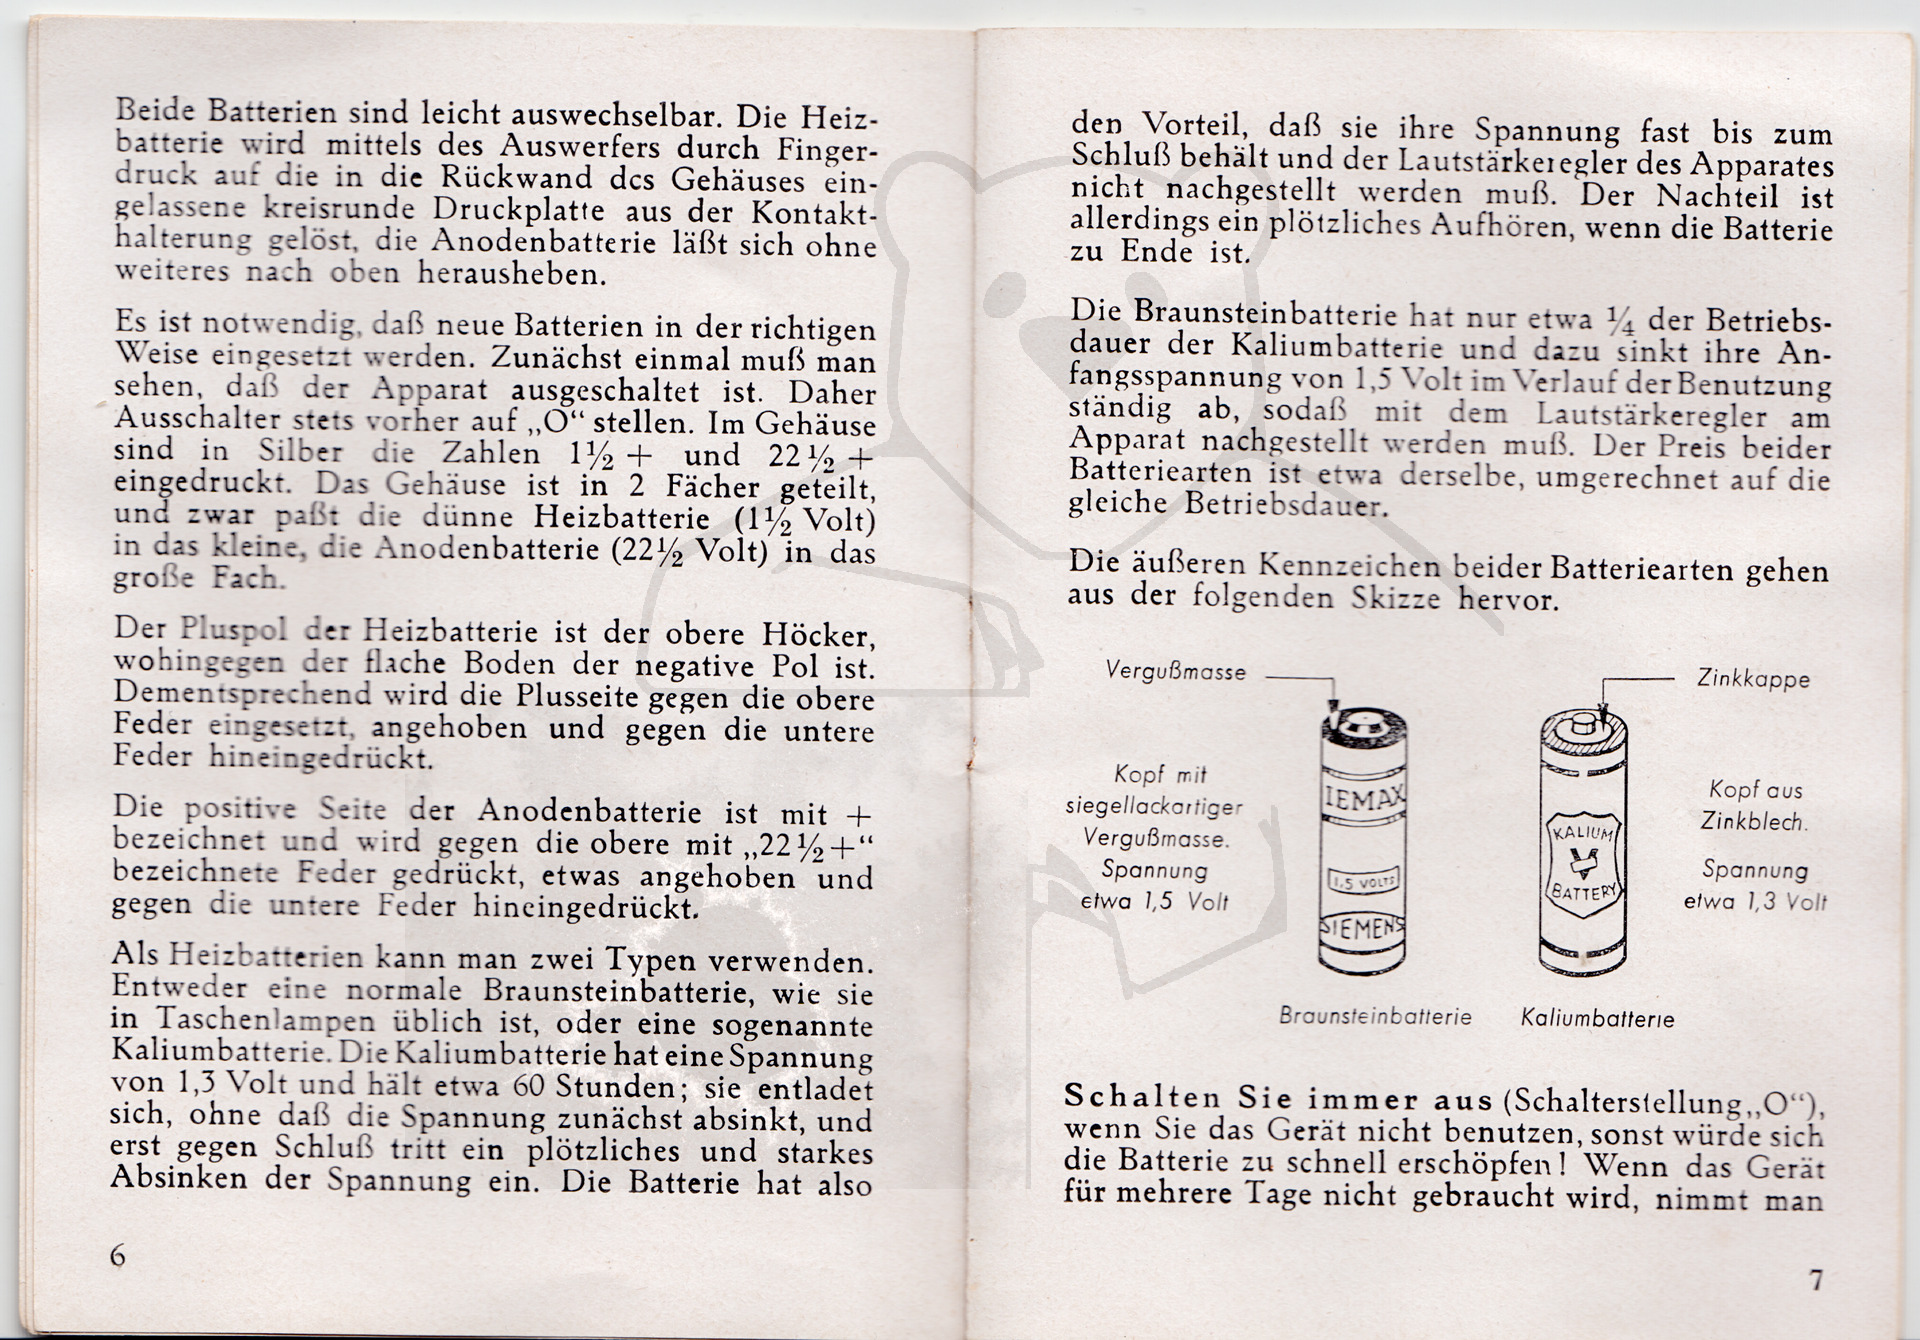 Beide Batterien sind leicht auswechselbar. Die Heiz-
batterie wird mittels des Auswerfers durch Finger-
druck auf die in die Rückwand des Gehäuses ein-
gelassene kreisrunde Druckplatte aus der Kontakt-
halterung gelöst, die Anodenbatterie läßt sich ohne
weiteres nach oben herausheben.
Es ist notwendig, daß neue Batterien in der richtigen
Weise eingesetzt werden. Zunächst einmal muß man
sehen, daß der Apparat ausgeschaltet ist. Daher
Ausschalter stets vorher auf „O“ stellen. Im Gehäuse
sind in Silber die Zahlen 1½ + und 22½ +
eingedruckt. Das Gehäuse ist in 2 Fächer geteilt,
und zwar paßt die dünne Heizbatterie (1½ Volt)
in das kleine, die Anodenbatterie (22½ Volt) in das
große Fach.
Der Pluspol der Heizbatterie ist der obere Höcker,
wohingegen der flache Boden der negative Pol ist.
Dementsprechend wird die Plusseite gegen die obere
Feder eingesetzt, angehoben und gegen die untere
Feder hineingedrückt.
Die positive Seite der Anodenbatterie ist mit +
bezeichnet und wird gegen die obere mit „22½+“
bezeichnete Feder gedrückt, etwas angehoben und
gegen die untere Feder hineingedrückt.
Als Heizbatterien kann man zwei Typen verwenden.
Entweder eine normale Braunsteinbatterie, wie sie
in Taschenlampen üblich ist, oder eine sogenannte
Kaliumbatterie. Die Kaliumbatterie hat eine Spannung
von 1,3 Volt und hält etwa 60 Stunden; sie entladet
sich, ohne daß die Spannung zunächst absinkt, und
erst gegen Schluß tritt ein plötzliches und starkes
Absinken der Spannung ein. Die Batterie hat also
6
den Vorteil, daß sie ihre Spannung fast bis zum
Schluß behält und der Lautstärkeregler des Apparates
nicht nachgestellt werden muß. Der Nachteil ist
allerdings ein plötzliches Aufhören, wenn die Batterie
zu Ende ist.
Die Braunsteinbatterie hat nur etwa ¼ der Betriebs-
dauer der Kaliumbatterie und dazu sinkt ihre An-
fangsspannung von 1,5 Volt im Verlauf der Benutzung
ständig ab, sodaß mit dem Lautstärkeregler am
Apparat nachgestellt werden muß. Der Preis beider
Batteriearten ist etwa derselbe, umgerechnet auf die
gleiche Betriebsdauer.
Die äußeren Kennzeichen beider Batteriearten gehen
aus der folgenden Skizze hervor.
Vergußmasse
Kopf mit
siegellackartiger
Vergußmasse.
Spannung
etwa 1,5 Volt
IEMAX
1,5 VOLTS
SIEMENS
Braunsteinbatterie
KALIUM
BATTERY
Kaliumbatterie
Zinkkappe
Kopf aus
Zinkblech.
Spannung
etwa 1,3 Volt
Schalten Sie immer aus (Schalterstellung „O“),
wenn Sie das Gerät nicht benutzen, sonst würde sich
die Batterie zu schnell erschöpfen! Wenn das Gerät
für mehrere Tage nicht gebraucht wird, nimmt man
7